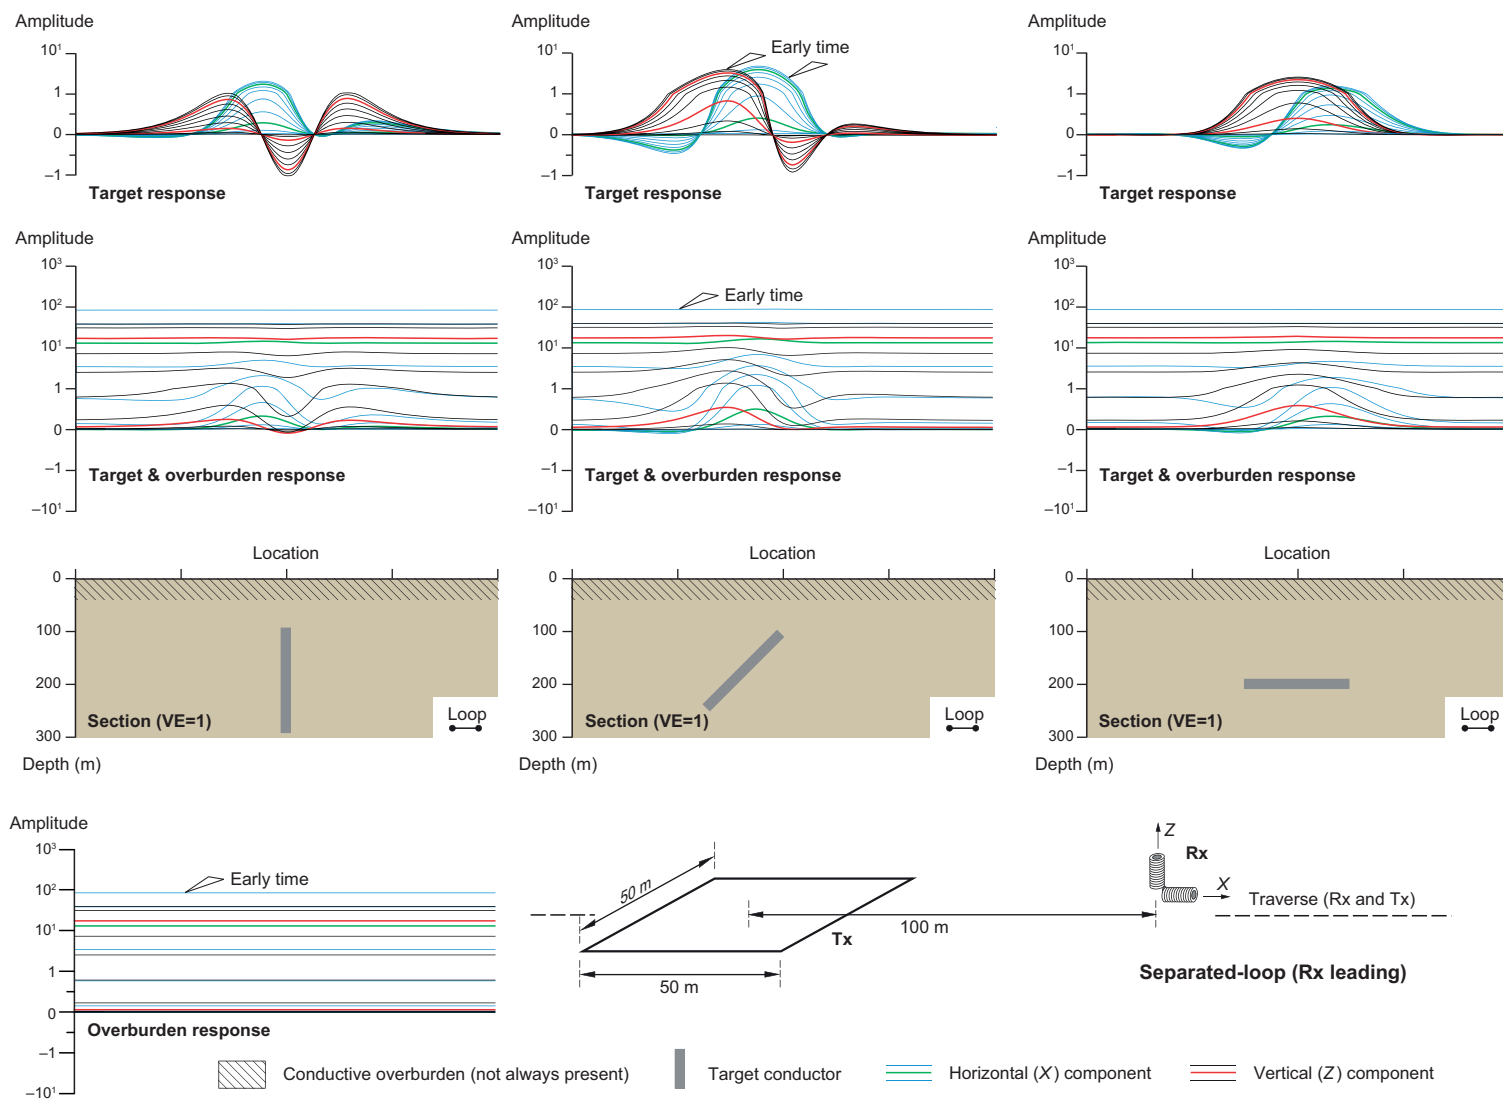 Amplitude
10¹
1
0
–1
Target response
Amplitude
10¹
1
0
–1
Early time
Target response
Amplitude
10¹
1
0
–1
Target response
Amplitude
10³
10²
10¹
1
0
–1
–10¹
Target & overburden response
Amplitude
10³
10²
10¹
1
0
–1
–10¹
Early time
Target & overburden response
Amplitude
10³
10²
10¹
1
0
–1
–10¹
Target & overburden response
Location
0
100
200
300
Section (VE=1)
Loop
Depth (m)
Location
0
100
200
300
Section (VE=1)
Loop
Depth (m)
Location
0
100
200
300
Section (VE=1)
Loop
Depth (m)
Amplitude
10³
10²
10¹
1
0
–1
–10¹
Early time
Overburden response
50 m
50 m
Tx
100 m
Z
Rx
X
Traverse (Rx and Tx)
Separated-loop (Rx leading)
Conductive overburden (not always present)
Target conductor
Horizontal (X) component
Vertical (Z) component